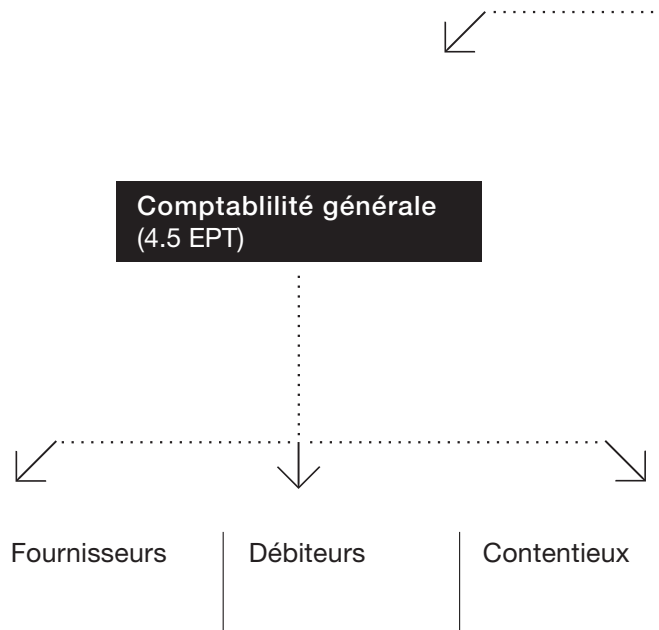 Comptablilité générale
(4.5 EPT)
Fournisseurs
Débiteurs
Contentieux